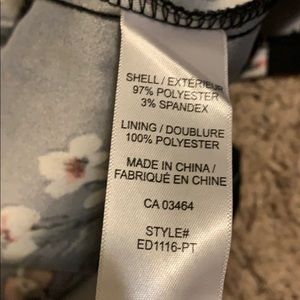 SHELL / EXTÉRIEUR
97% POLYESTER
3% SPANDEX
LINING / DOUBLURE
100% POLYESTER
MADE IN CHINA /
FABRIQUÉ EN CHINE
CA 03464
STYLE#
ED1116-PT